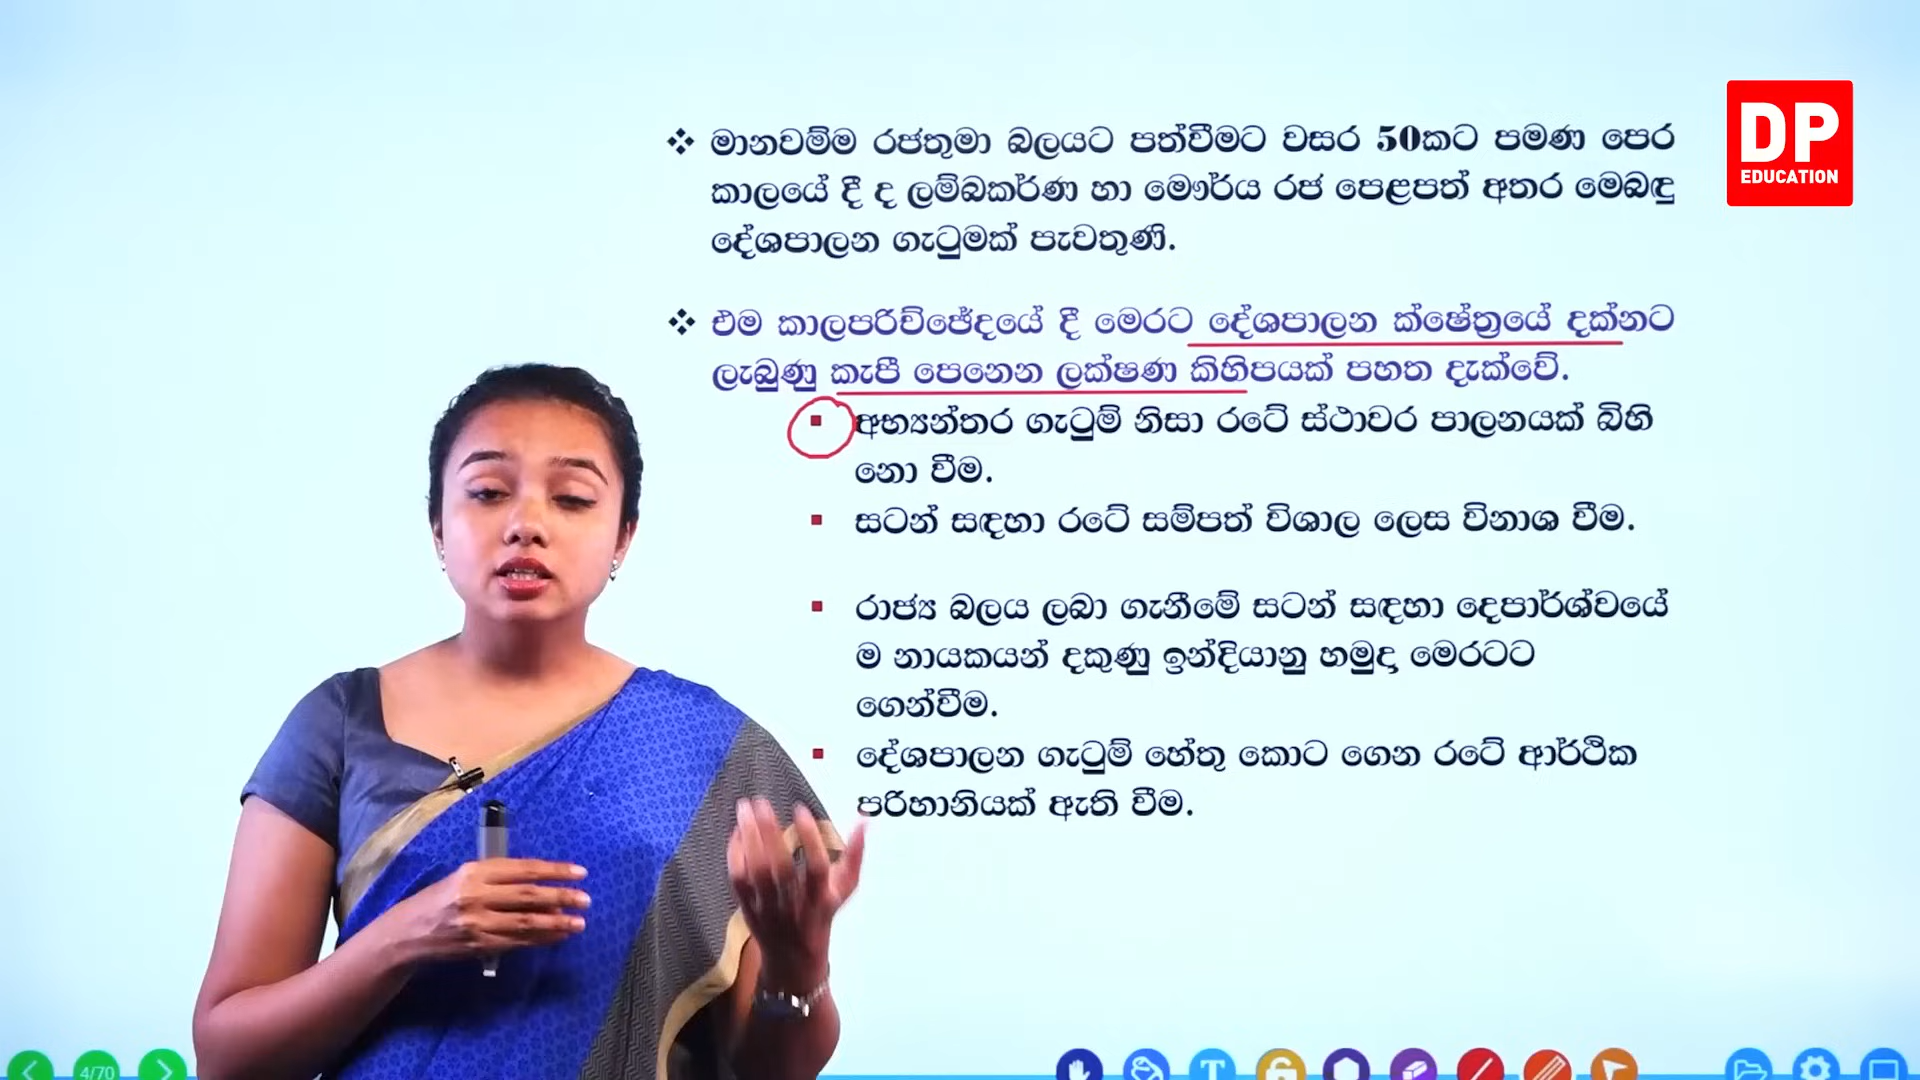 ❖ මානවම්ම රජතුමා බලයට පත්වීමට වසර 50කට පමණ පෙර
කාලයේ දී ද ලම්බකර්ණ හා මෞර්ය රජ පෙළපත් අතර මෙබඳු
දේශපාලන ගැටුමක් පැවතුණි.
❖ එම කාලපරිච්ඡේදයේ දී මෙරට දේශපාලන ක්ෂේත්‍රයේ දක්නට
ලැබුණු කැපී පෙනෙන ලක්ෂණ කිහිපයක් පහත දැක්වේ.
▪ අභ්‍යන්තර ගැටුම් නිසා රටේ ස්ථාවර පාලනයක් බිහි
නො වීම.
▪ සටන් සඳහා රටේ සම්පත් විශාල ලෙස විනාශ වීම.
▪ රාජ්‍ය බලය ලබා ගැනීමේ සටන් සඳහා දෙපාර්ශ්වයේ
ම නායකයන් දකුණු ඉන්දියානු හමුදා මෙරටට
ගෙන්වීම.
▪ දේශපාලන ගැටුම් හේතු කොට ගෙන රටේ ආර්ථික
පරිහානියක් ඇති වීම.
DP
EDUCATION
4/70